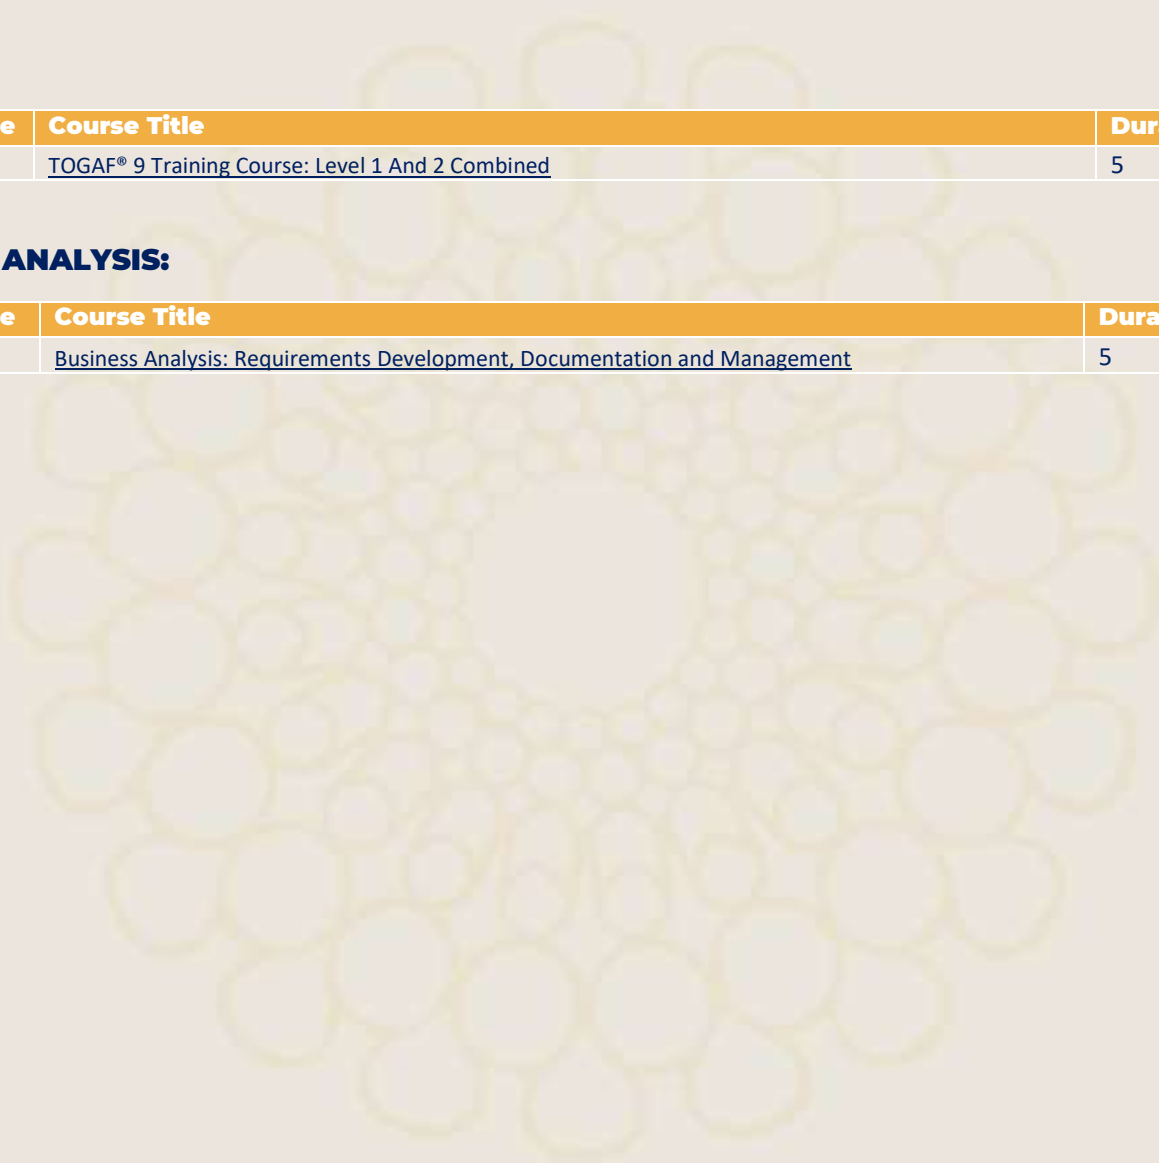 e Course Title Dura
TOGAF® 9 Training Course: Level 1 And 2 Combined 5
ANALYSIS:
e Course Title Dura
Business Analysis: Requirements Development, Documentation and Management 5